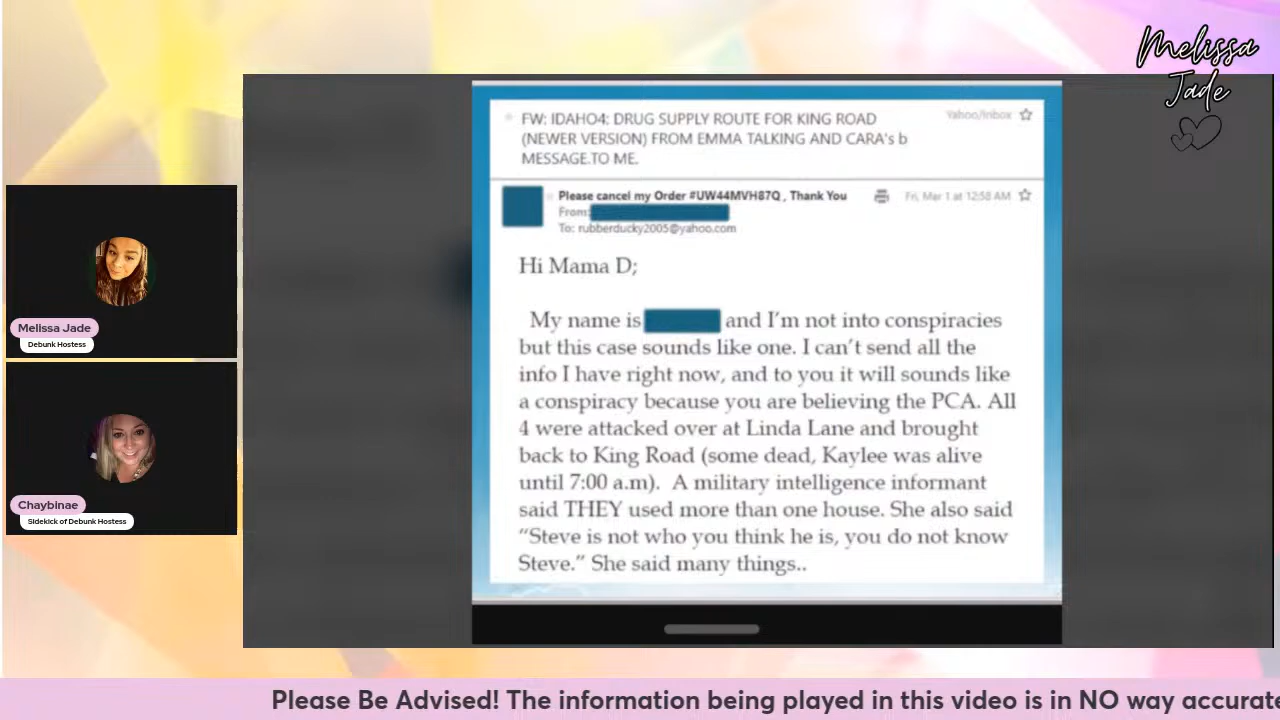 Melissa
Jade
FW: IDAHO4: DRUG SUPPLY ROUTE FOR KING ROAD
(NEWER VERSION) FROM EMMA TALKING AND CARA's b
MESSAGE.TO ME.
Yahoo/Inbox
Please cancel my Order #UW44MVH87Q , Thank You
Fri, Mar 1 at 12:58 AM
From:
To: rubberducky2005@yahoo.com
Hi Mama D;
My name is and I'm not into conspiracies
but this case sounds like one. I can't send all the
info I have right now, and to you it will sounds like
a conspiracy because you are believing the PCA. All
4 were attacked over at Linda Lane and brought
back to King Road (some dead, Kaylee was alive
until 7:00 a.m). A military intelligence informant
said THEY used more than one house. She also said
“Steve is not who you think he is, you do not know
Steve.” She said many things..
Melissa Jade
Debunk Hostess
Chaybinae
Sidekick of Debunk Hostess
Please Be Advised! The information being played in this video is in NO way accurate